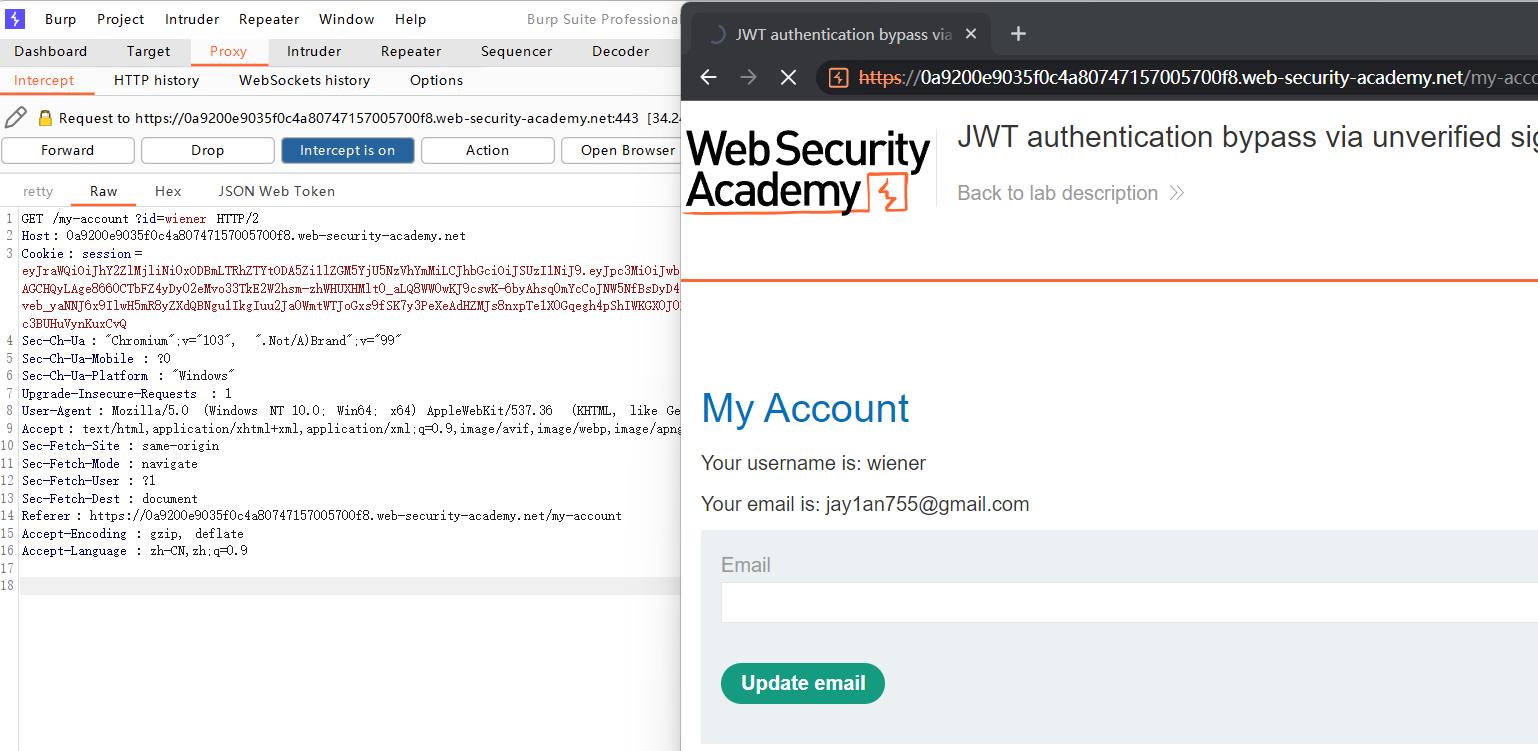 Burp Project Intruder Repeater Window Help Burp Suite Professional
Dashboard Target Proxy Intruder Repeater Sequencer Decoder
Intercept HTTP history WebSockets history Options
Request to https://0a9200e9035f0c4a80747157005700f8.web-security-academy.net:443 [34.24
Forward Drop Intercept is on Action Open Browser
retty Raw Hex JSON Web Token
1 GET /my-account?id=wiener HTTP/2
2 Host: 0a9200e9035f0c4a80747157005700f8.web-security-academy.net
3 Cookie: session=
4 Sec-Ch-Ua: "Chromium";v="103", ".Not/A)Brand";v="99"
5 Sec-Ch-Ua-Mobile: ?0
6 Sec-Ch-Ua-Platform: "Windows"
7 Upgrade-Insecure-Requests: 1
8 User-Agent: Mozilla/5.0 (Windows NT 10.0; Win64; x64) AppleWebKit/537.36 (KHTML, like Ge
9 Accept: text/html,application/xhtml+xml,application/xml;q=0.9,image/avif,image/webp,image/apng
10 Sec-Fetch-Site: same-origin
11 Sec-Fetch-Mode: navigate
12 Sec-Fetch-User: ?1
13 Sec-Fetch-Dest: document
14 Referer: https://0a9200e9035f0c4a80747157005700f8.web-security-academy.net/my-account
15 Accept-Encoding: gzip, deflate
16 Accept-Language: zh-CN,zh;q=0.9
17
18
JWT authentication bypass via
https://0a9200e9035f0c4a80747157005700f8.web-security-academy.net/my-acco
Web Security
Academy
JWT authentication bypass via unverified sig
Back to lab description
My Account
Your username is: wiener
Your email is: jay1an755@gmail.com
Email
Update email